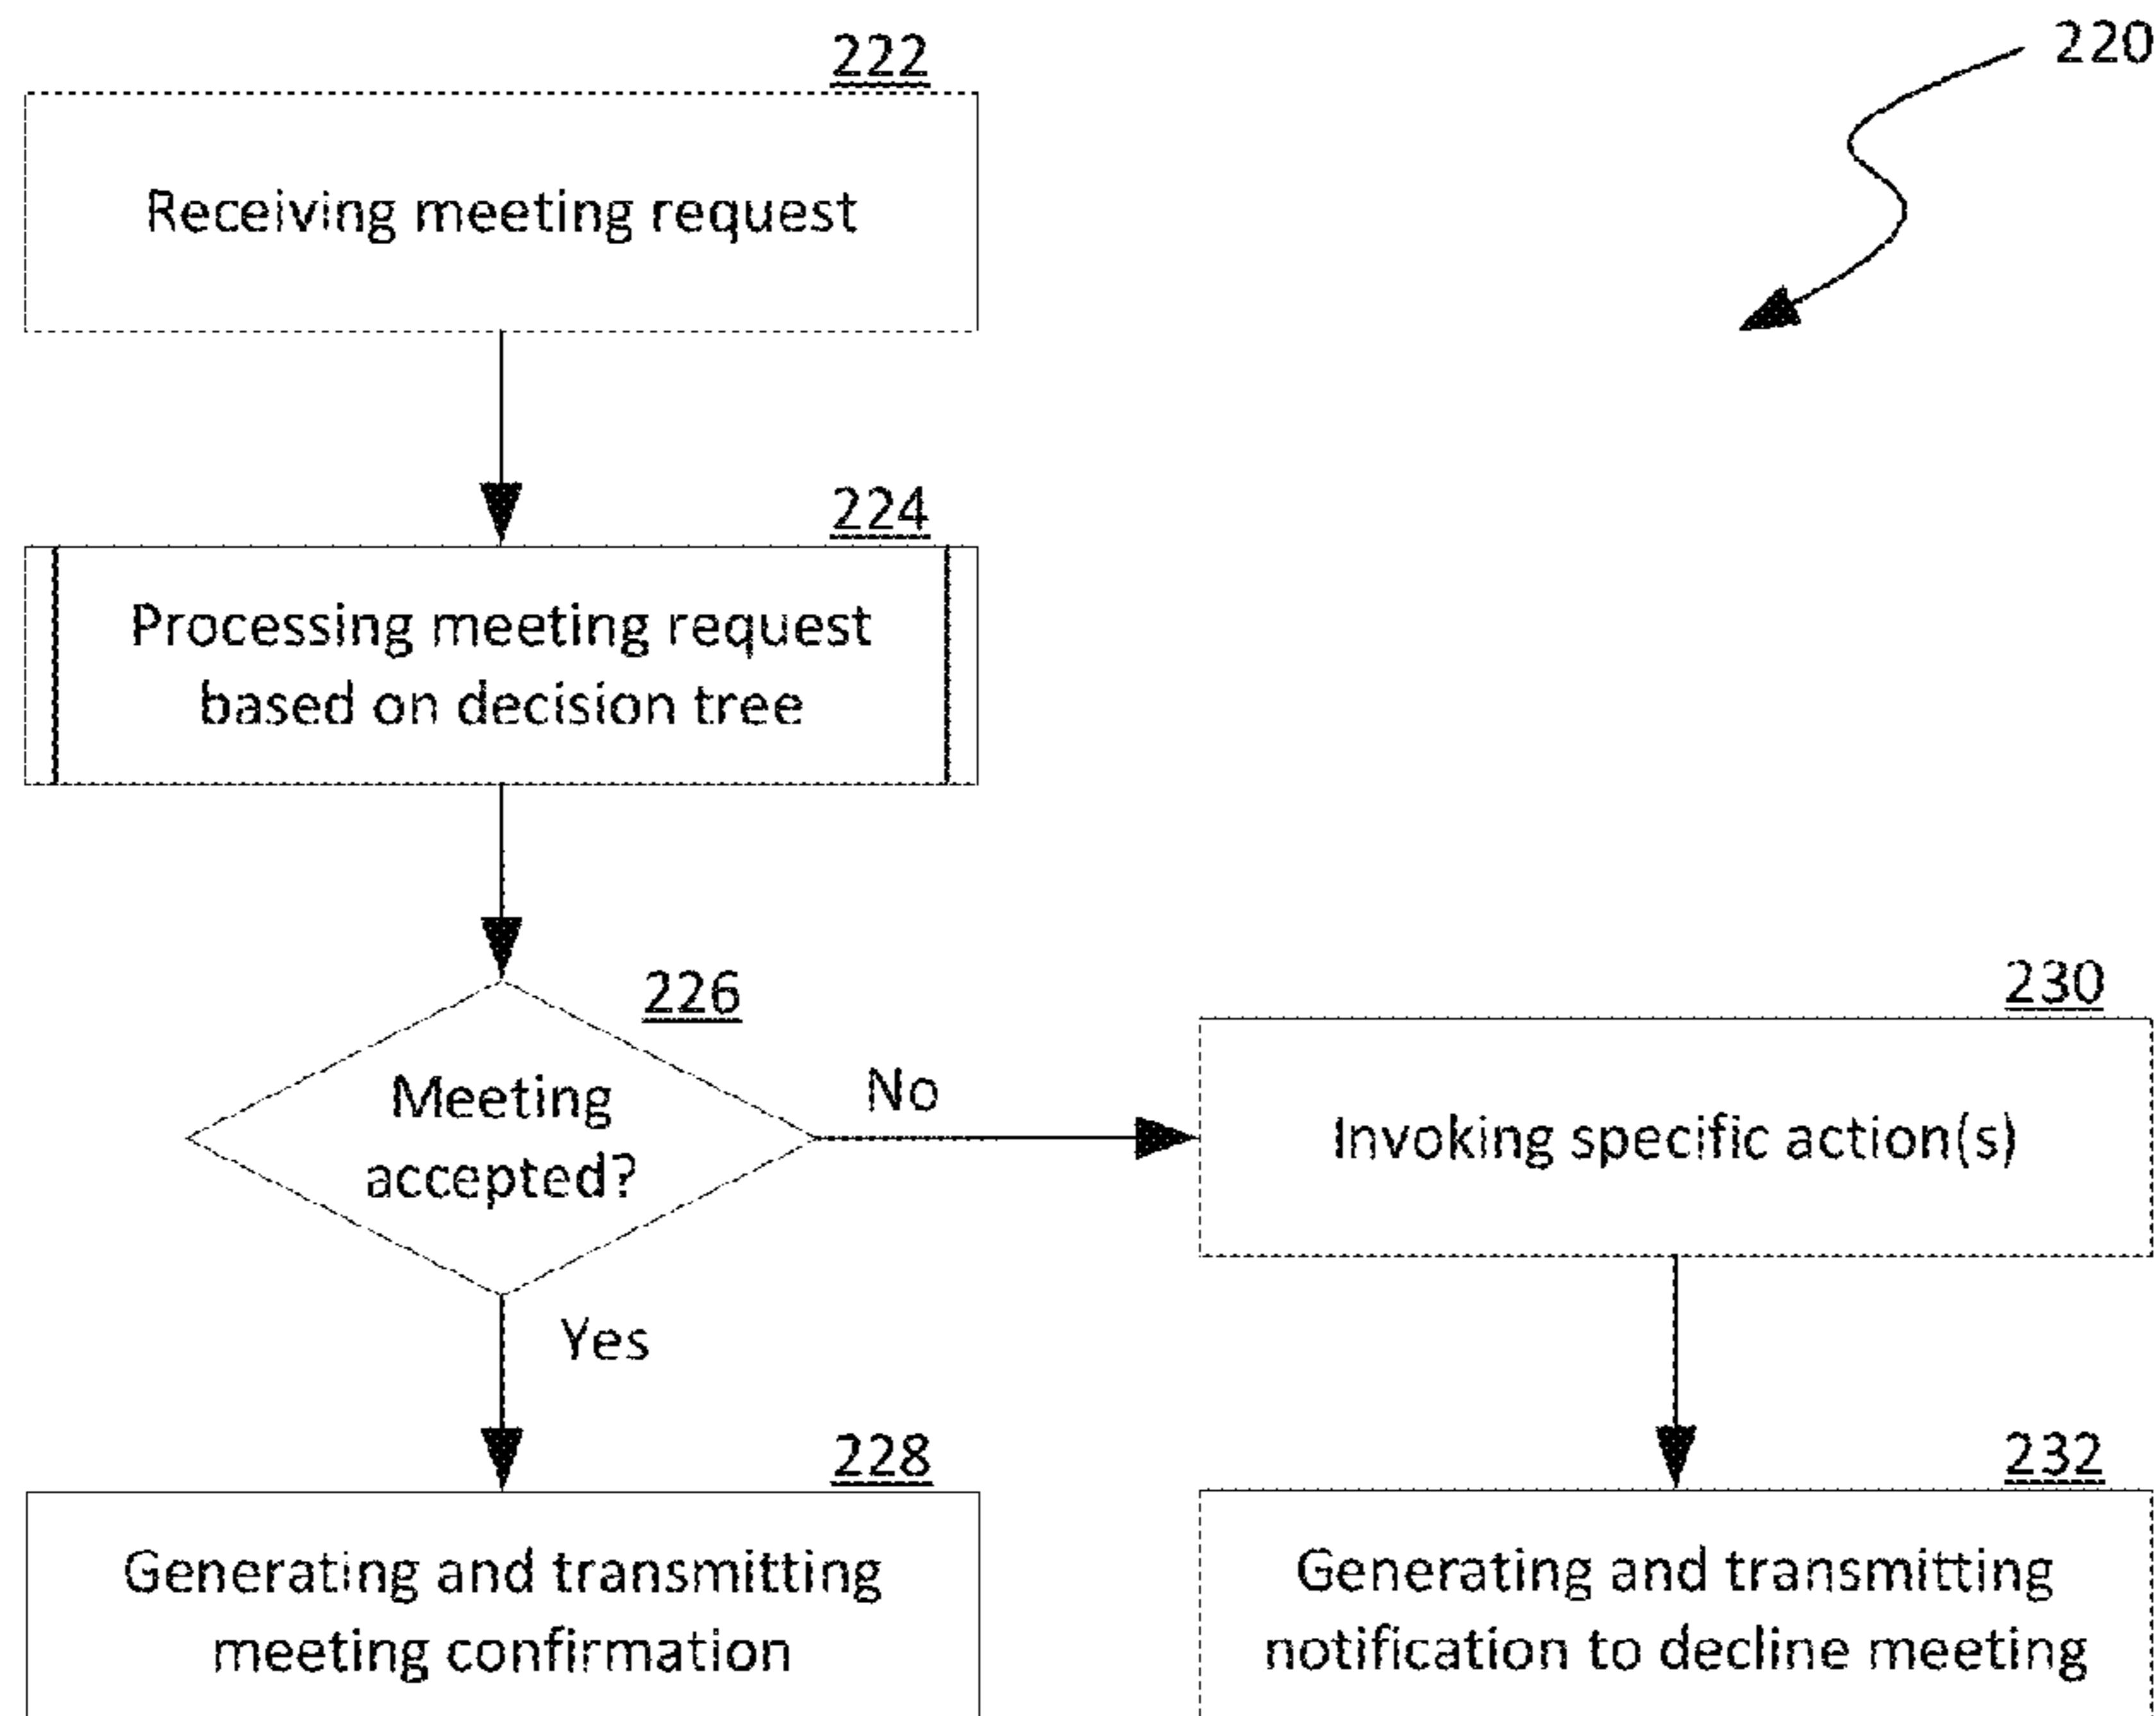 222
220
Receiving meeting request
224
Processing meeting request
based on decision tree
226
Meeting
accepted?
No
Yes
230
Invoking specific action(s)
228
Generating and transmitting
meeting confirmation
232
Generating and transmitting
notification to decline meeting